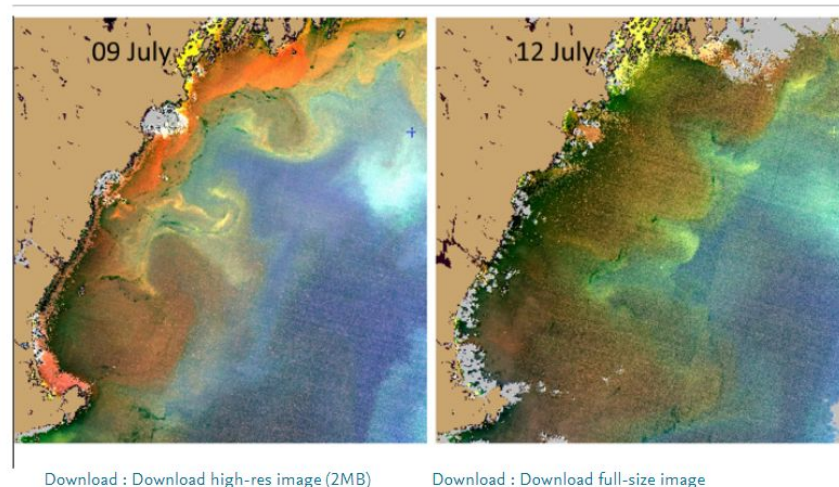 09 July
12 July
Download : Download high-res image (2MB)
Download : Download full-size image